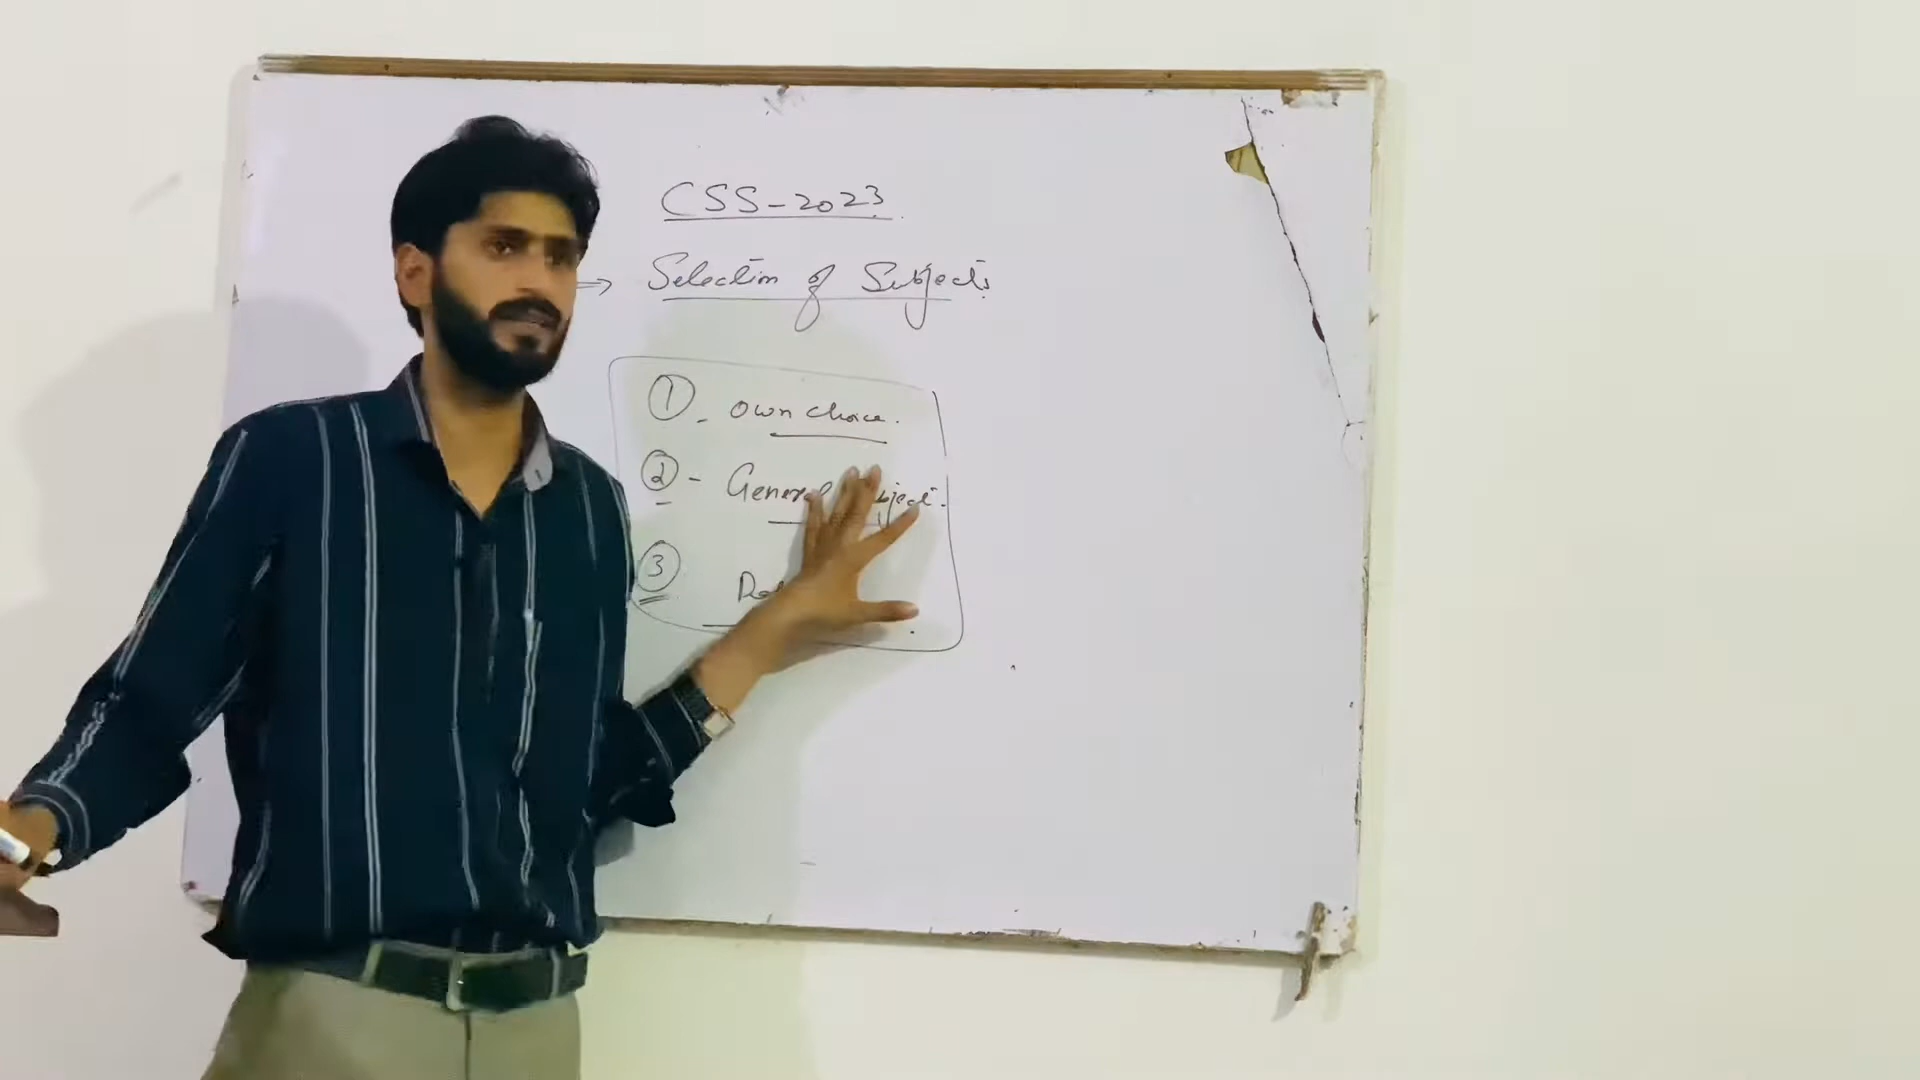 CSS-2023
⇒ Selection of Subjects
① - own choice.
② - General
③